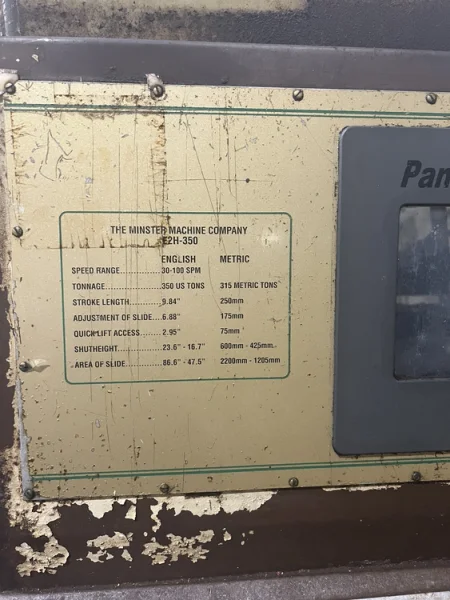 Pan
THE MINSTER MACHINE COMPANY
E2H-350
ENGLISH METRIC
SPEED RANGE............30-100 SPM
TONNAGE...................350 US TONS 315 METRIC TONS
STROKE LENGTH..........9.84" 250mm
ADJUSTMENT OF SLIDE....6.88" 175mm
QUICK LIFT ACCESS.......2.95" 75mm
SHUTHEIGHT..............23.6" - 16.7" 600mm - 425mm
AREA OF SLIDE............86.6" - 47.5" 2200mm - 1205mm